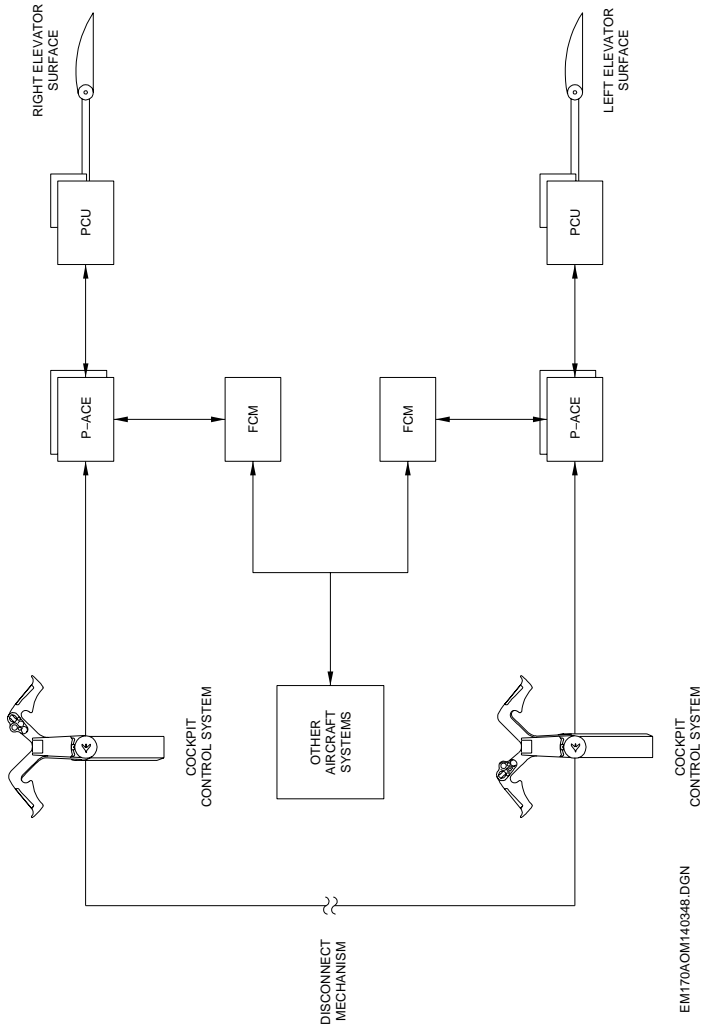 RIGHT ELEVATOR
SURFACE
LEFT ELEVATOR
SURFACE
PCU
PCU
P-ACE
FCM
FCM
P-ACE
OTHER
AIRCRAFT
SYSTEMS
COCKPIT
CONTROL SYSTEM
COCKPIT
CONTROL SYSTEM
DISCONNECT
MECHANISM
EM170AOM140348.DGN